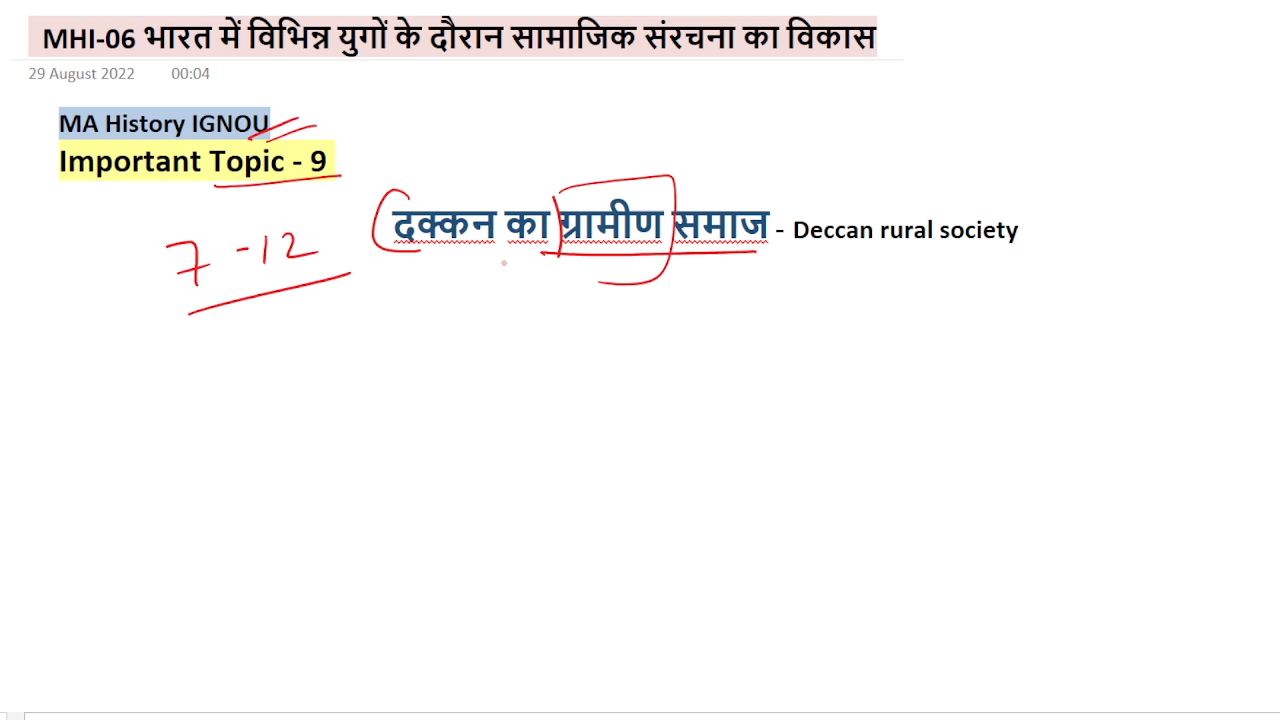 MHI-06 भारत में विभिन्न युगों के दौरान सामाजिक संरचना का विकास
29 August 2022 00:04
MA History IGNOU
Important Topic - 9
दक्कन का ग्रामीण समाज - Deccan rural society
7 -12